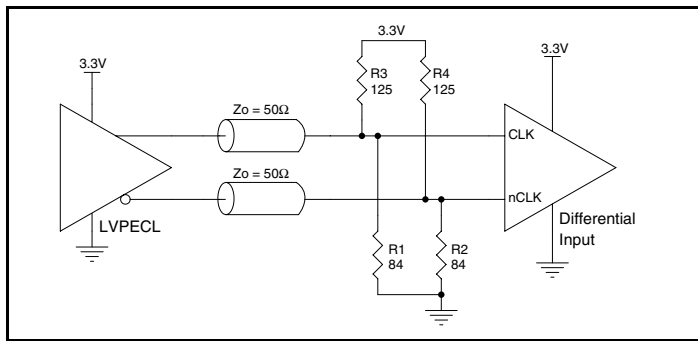 3.3V
3.3V
3.3V
R3
125
R4
125
Zo = 50Ω
CLK
Zo = 50Ω
nCLK
LVPECL
Differential
Input
R1
84
R2
84